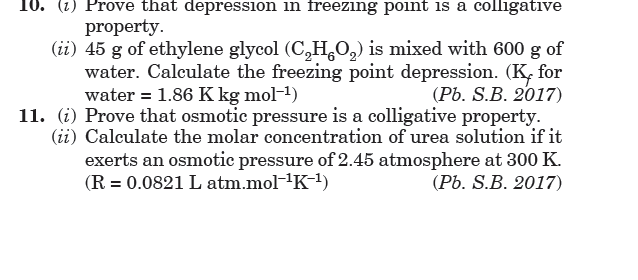 10. (i) Prove that depression in freezing point is a colligative
property.
(ii) 45 g of ethylene glycol (C₂H₆O₂) is mixed with 600 g of
water. Calculate the freezing point depression. (K_f for
water = 1.86 K kg mol⁻¹) (Pb. S.B. 2017)
11. (i) Prove that osmotic pressure is a colligative property.
(ii) Calculate the molar concentration of urea solution if it
exerts an osmotic pressure of 2.45 atmosphere at 300 K.
(R = 0.0821 L atm.mol⁻¹K⁻¹) (Pb. S.B. 2017)